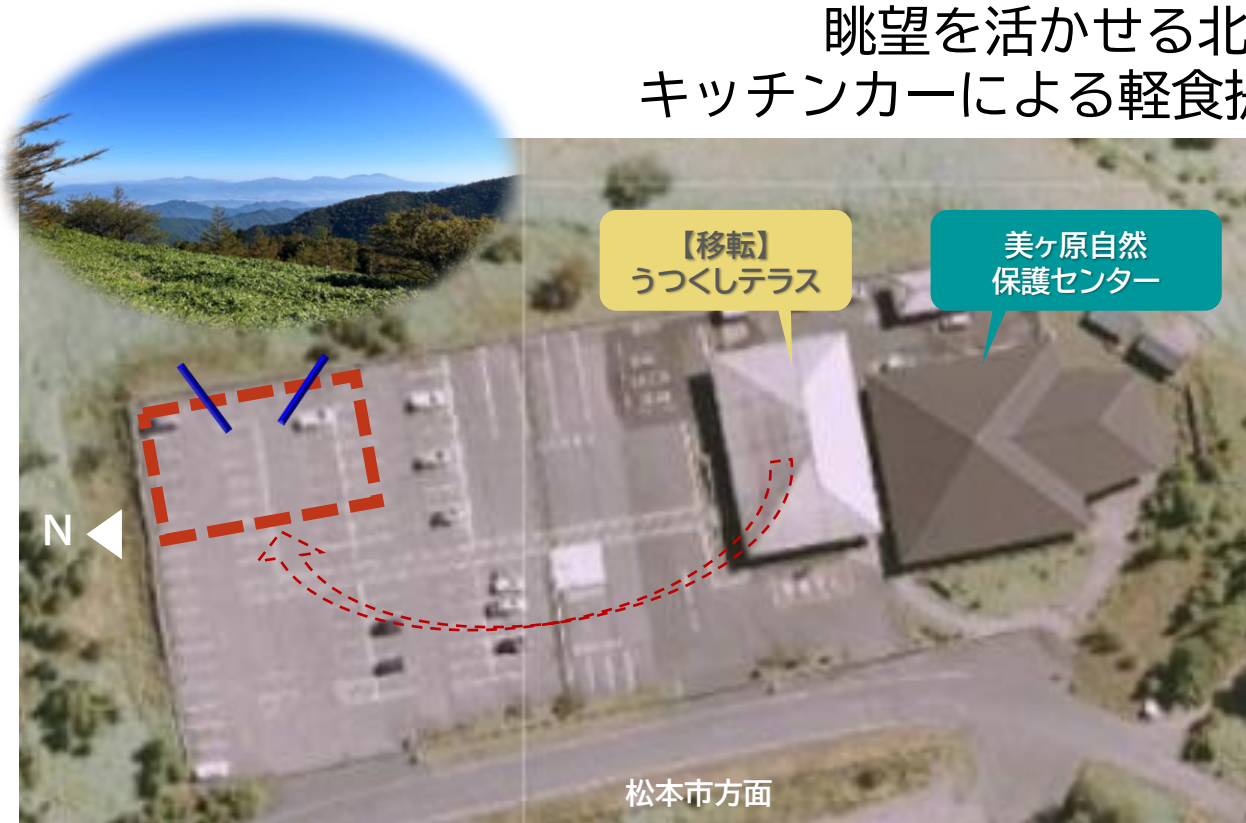 眺望を活かせる北
キッチンカーによる軽食
【移転】
うつくしテラス
美ヶ原自然
保護センター
N
松本市方面